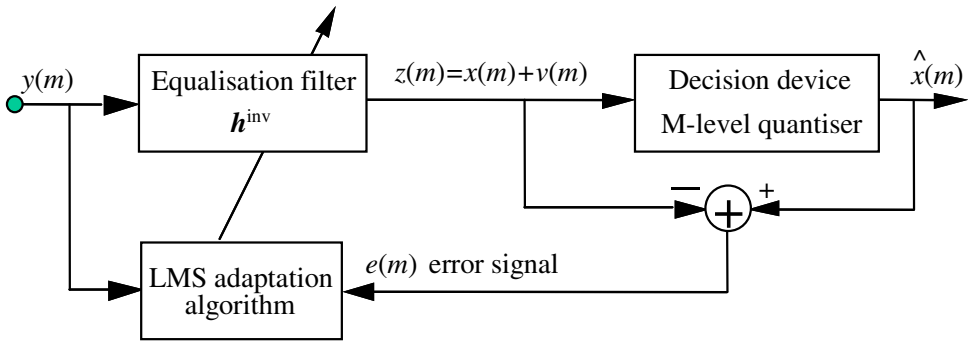 y(m)
Equalisation filter
h^inv
z(m)=x(m)+v(m)
Decision device
M-level quantiser
x̂(m)
−
+
+
LMS adaptation
algorithm
e(m) error signal